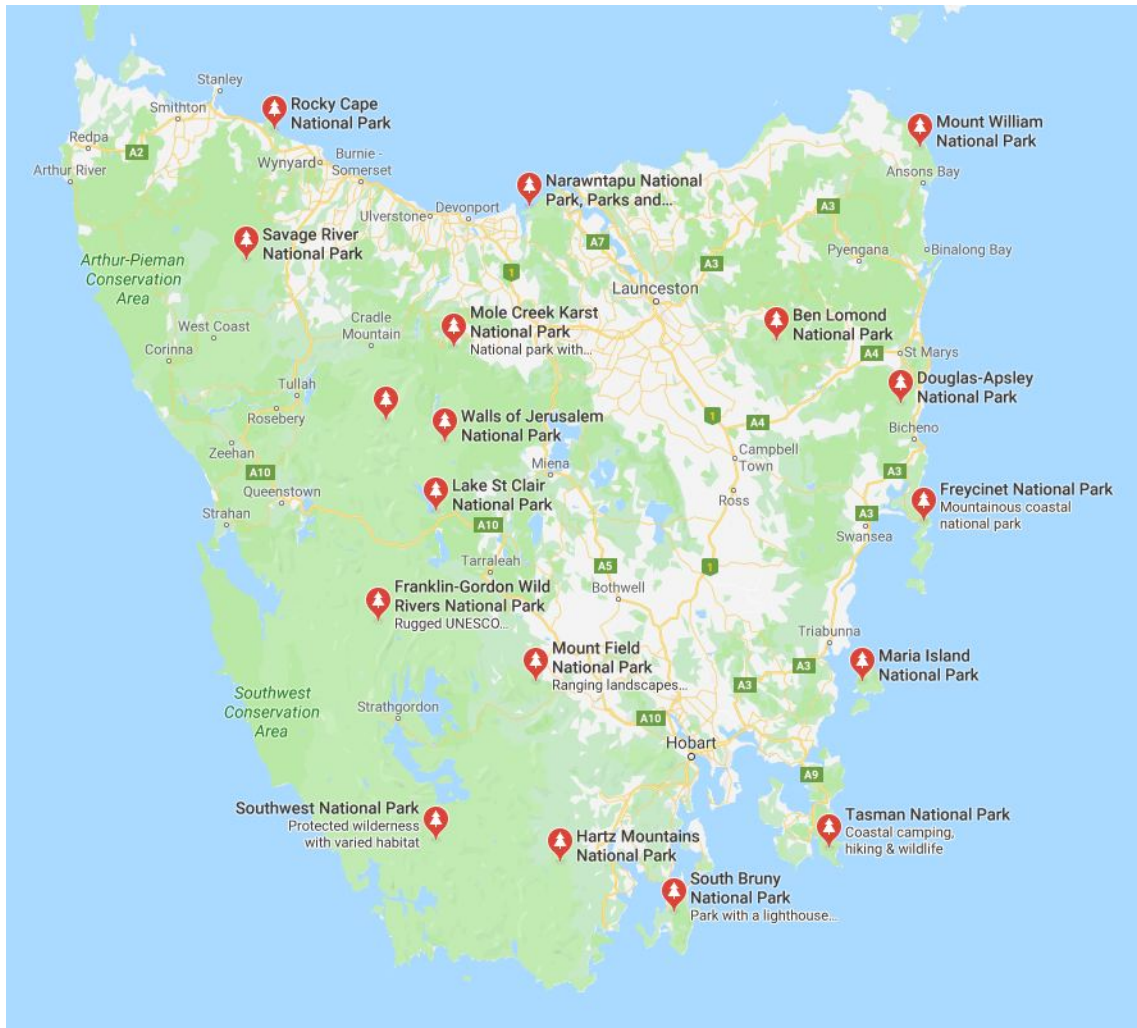 Stanley
Rocky Cape
National Park
Smithton
Redpa
A2
Arthur River
Wynyard
Burnie -
Somerset
Mount William
National Park
Ansons Bay
Narawntapu National
Park, Parks and...
Devonport
Ulverstone
A3
A7
Savage River
National Park
Arthur-Pieman
Conservation
Area
Pyengana
Binalong Bay
A3
1
Launceston
Mole Creek Karst
National Park
National park with...
Ben Lomond
National Park
West Coast
Cradle
Mountain
Corinna
A4
St Marys
Tullah
Douglas-Apsley
National Park
Rosebery
Walls of Jerusalem
National Park
1
A4
Bicheno
Zeehan
A10
Miena
Campbell
Town
A3
Lake St Clair
National Park
Queenstown
Ross
Freycinet National Park
Mountainous coastal
national park
Strahan
A10
A3
Swansea
Tarraleah
A5
1
Bothwell
Franklin-Gordon Wild
Rivers National Park
Rugged UNESCO...
Triabunna
Mount Field
National Park
Ranging landscapes...
Maria Island
National Park
A3
A3
Southwest
Conservation
Area
Strathgordon
A10
Hobart
A9
Southwest National Park
Protected wilderness
with varied habitat
Tasman National Park
Coastal camping,
hiking & wildlife
Hartz Mountains
National Park
South Bruny
National Park
Park with a lighthouse...